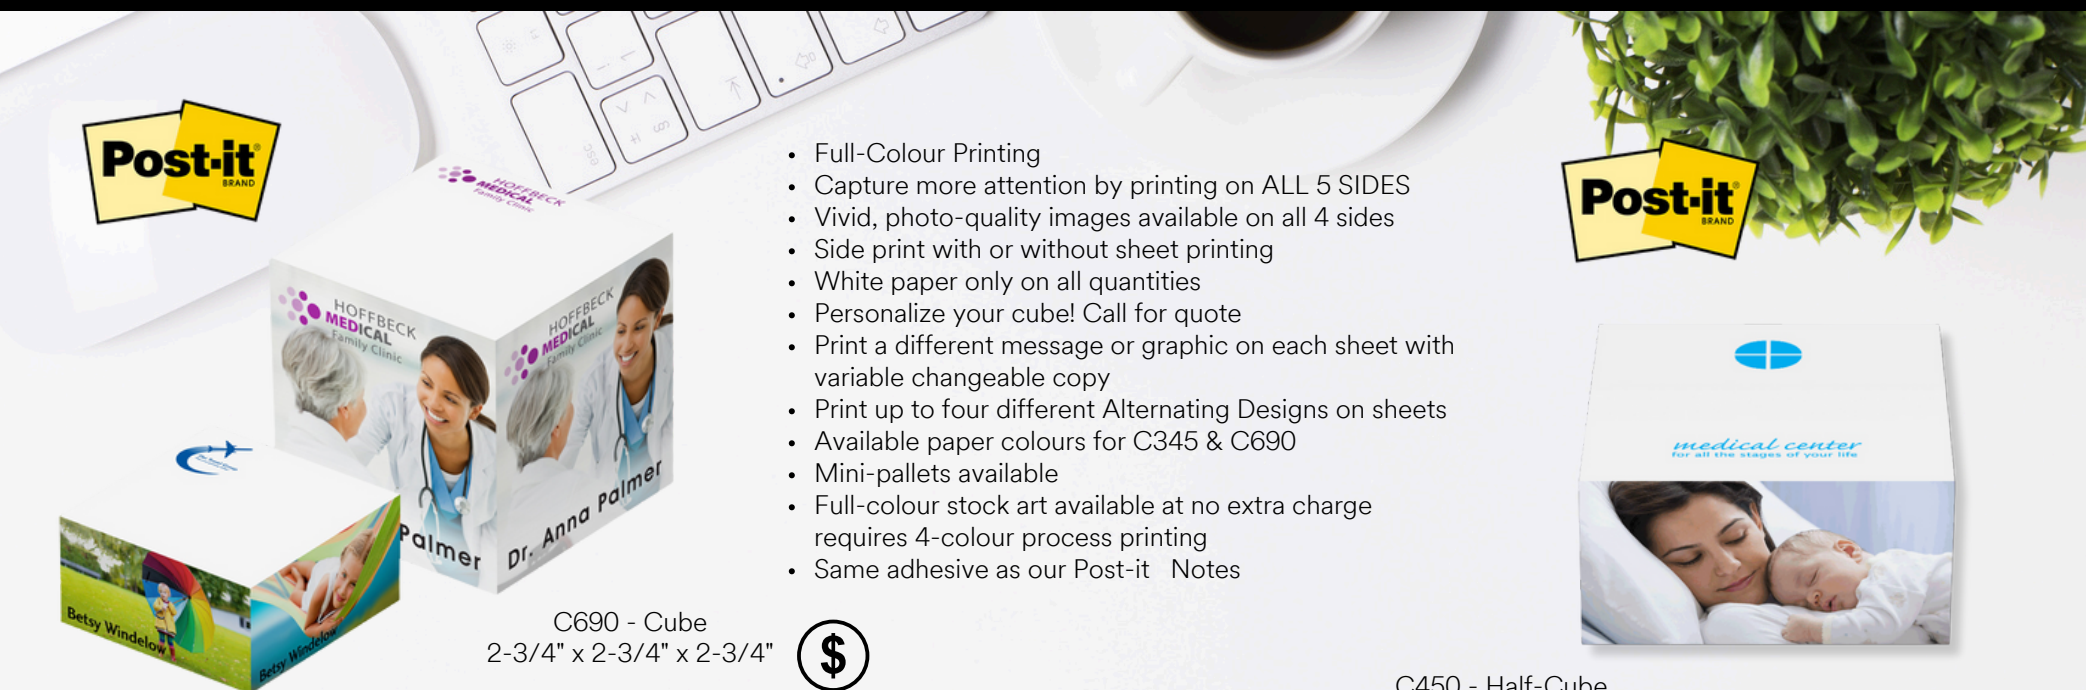 Post-it®
BRAND
HOFFBECK
MEDICAL
Family Clinic
HOFFBECK
MEDICAL
Family Clinic
HOFFBECK
MEDICAL
Family Clinic
Palmer
Dr. Anna Palmer
Betsy Windelow
Betsy Windelow
C690 - Cube
2-3/4" x 2-3/4" x 2-3/4"
• Full-Colour Printing
• Capture more attention by printing on ALL 5 SIDES
• Vivid, photo-quality images available on all 4 sides
• Side print with or without sheet printing
• White paper only on all quantities
• Personalize your cube! Call for quote
• Print a different message or graphic on each sheet with
variable changeable copy
• Print up to four different Alternating Designs on sheets
• Available paper colours for C345 & C690
• Mini-pallets available
• Full-colour stock art available at no extra charge
requires 4-colour process printing
• Same adhesive as our Post-it Notes
$
Post-it®
BRAND
medical center
for all the stages of your life
C450 - Half-Cube
esc